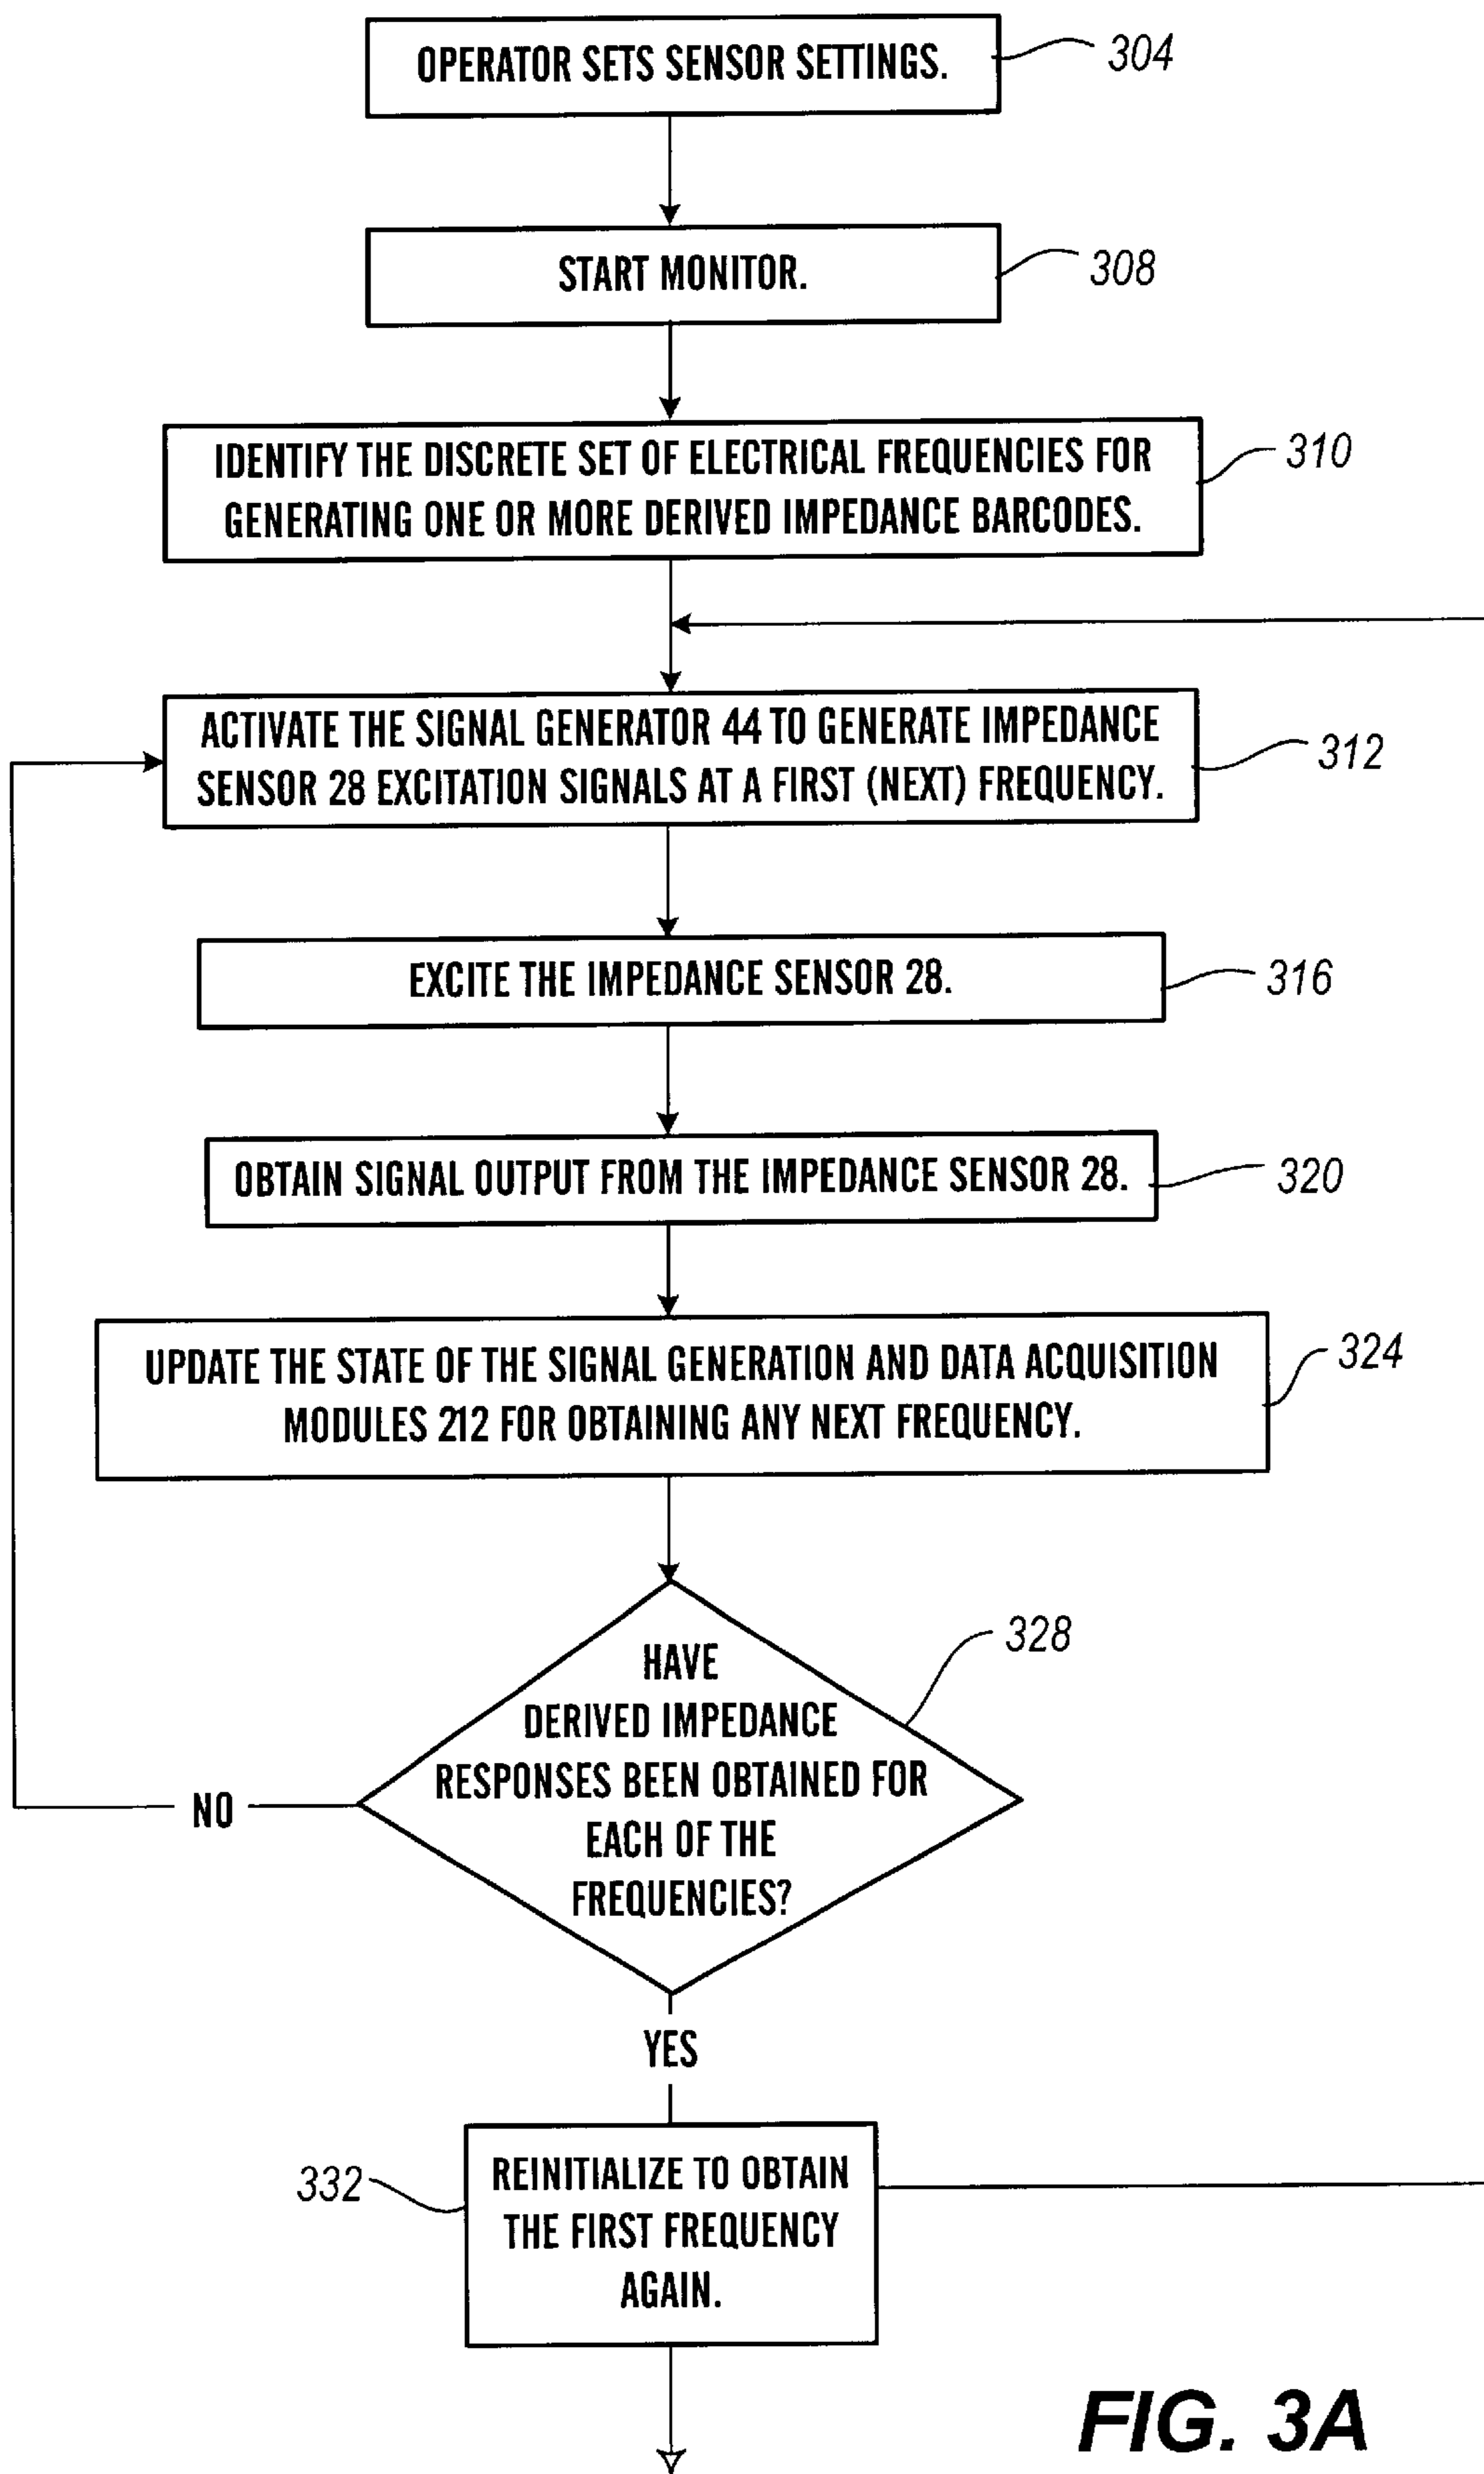 OPERATOR SETS SENSOR SETTINGS.
304
START MONITOR.
308
IDENTIFY THE DISCRETE SET OF ELECTRICAL FREQUENCIES FOR
GENERATING ONE OR MORE DERIVED IMPEDANCE BARCODES.
310
ACTIVATE THE SIGNAL GENERATOR 44 TO GENERATE IMPEDANCE
SENSOR 28 EXCITATION SIGNALS AT A FIRST (NEXT) FREQUENCY.
312
EXCITE THE IMPEDANCE SENSOR 28.
316
OBTAIN SIGNAL OUTPUT FROM THE IMPEDANCE SENSOR 28.
320
UPDATE THE STATE OF THE SIGNAL GENERATION AND DATA ACQUISITION
MODULES 212 FOR OBTAINING ANY NEXT FREQUENCY.
324
HAVE
DERIVED IMPEDANCE
RESPONSES BEEN OBTAINED FOR
EACH OF THE
FREQUENCIES?
328
NO
YES
REINITIALIZE TO OBTAIN
THE FIRST FREQUENCY
AGAIN.
332
FIG. 3A